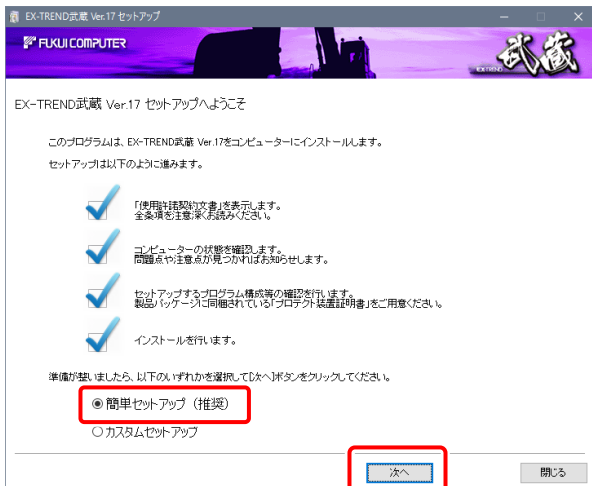 EX-TREND武蔵 Ver.17 セットアップ
FUKUI COMPUTER
EXTREND 武蔵
EX-TREND武蔵 Ver.17 セットアップへようこそ
このプログラムは、EX-TREND武蔵 Ver.17をコンピューターにインストールします。
セットアップは以下のように進みます。
「使用許諾契約文書」を表示します。
全条項を注意深くお読みください。
コンピューターの状態を確認します。
問題点や注意点が見つかればお知らせします。
セットアップするプログラム構成等の確認を行います。
製品パッケージに同梱されている「プロテクト装置証明書」をご用意ください。
インストールを行います。
準備が整いましたら、以下のいずれかを選択して[次へ]ボタンをクリックしてください。
簡単セットアップ（推奨）
カスタムセットアップ
次へ
閉じる